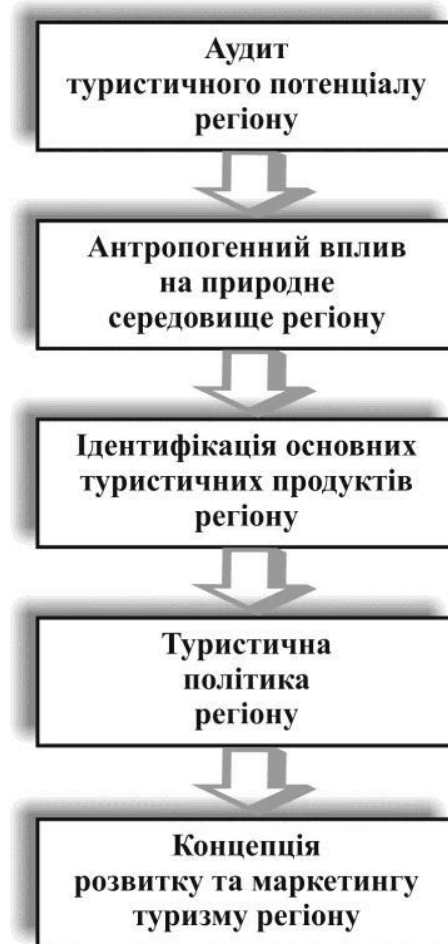 Аудит
туристичного потенціалу
регіону
Антропогенний вплив
на природне
середовище регіону
Ідентифікація основних
туристичних продуктів
регіону
Туристична
політика
регіону
Концепція
розвитку та маркетингу
туризму регіону